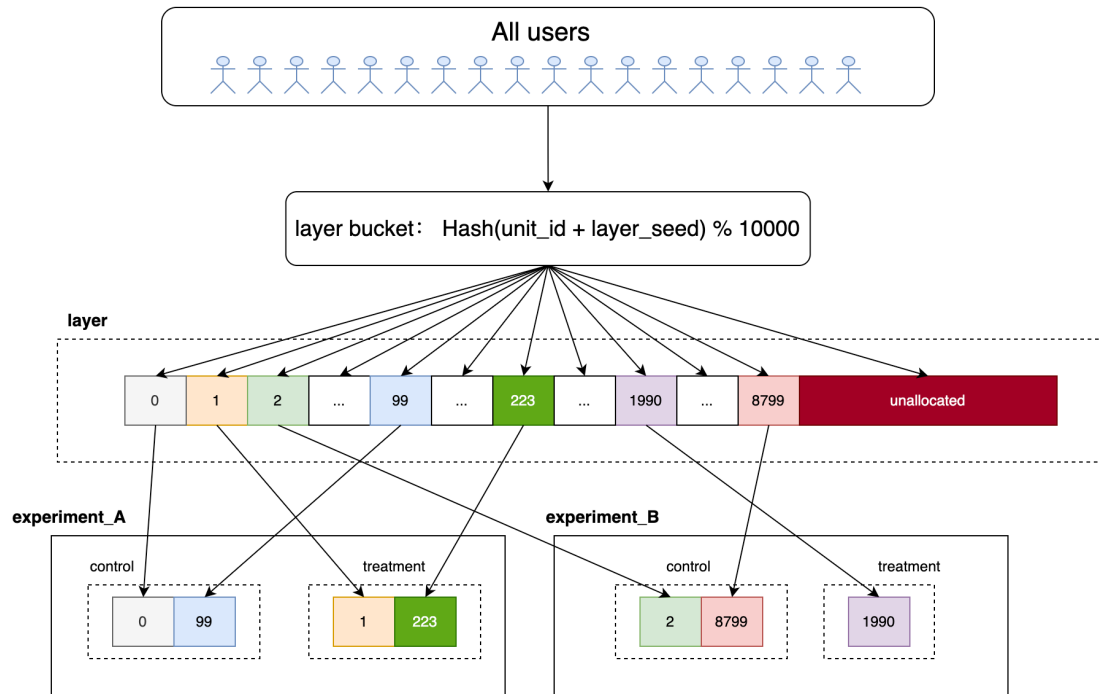 All users
layer bucket： Hash(unit_id + layer_seed) % 10000
layer
0 1 2 ... 99 ... 223 ... 1990 ... 8799 unallocated
experiment_A experiment_B
control treatment control treatment
0 99 1 223 2 8799 1990